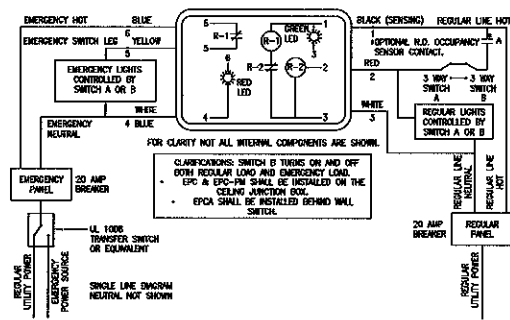 EMERGENCY HOT
BLUE
6
EMERGENCY SWITCH LEG
YELLOW
5
EMERGENCY LIGHTS
CONTROLLED BY
SWITCH A OR B
WHITE
EMERGENCY
NEUTRAL
4 BLUE
6
R-1
5
6
RED
LED
4
R-1
GREEN
LED
1
R-2
R-2
2
3
BLACK (SENSING)
REGULAR LINE HOT
1
*OPTIONAL N.O. OCCUPANCY
SENSOR CONTACT.
* A
RED
2
3 WAY
SWITCH
A
3 WAY
SWITCH
B
WHITE
3
REGULAR LIGHTS
CONTROLLED BY
SWITCH A OR B
FOR CLARITY NOT ALL INTERNAL COMPONENTS ARE SHOWN.
CLARIFICATIONS: SWITCH B TURNS ON AND OFF
BOTH REGULAR LOAD AND EMERGENCY LOAD.
• EPC & EPC-PM SHALL BE INSTALLED ON THE
CEILING JUNCTION BOX.
• EPCA SHALL BE INSTALLED BEHIND WALL
SWITCH.
EMERGENCY
PANEL
20 AMP
BREAKER
UL 1008
TRANSFER SWITCH
OR EQUIVALENT
REGULAR
UTILITY POWER
EMERGENCY
POWER SOURCE
SINGLE LINE DIAGRAM
NEUTRAL NOT SHOWN
REGULAR LINE
NEUTRAL
REGULAR LINE
HOT
20 AMP
BREAKER
REGULAR
PANEL
REGULAR
UTILITY POWER